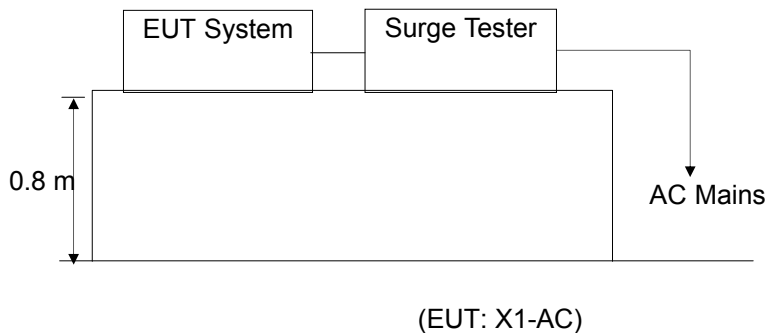 EUT System
Surge Tester
0.8 m
AC Mains
(EUT: X1-AC)